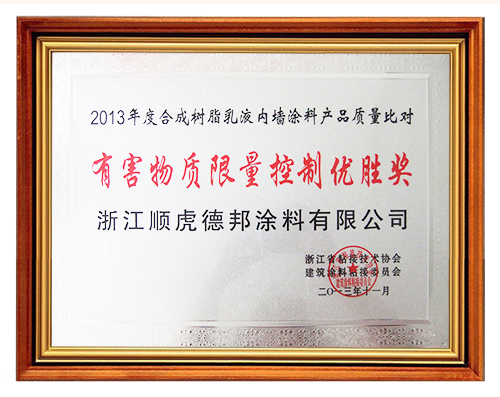 2013年度合成树脂乳液内墙涂料产品质量比对
有害物质限量控制优胜奖
浙江顺虎德邦涂料有限公司
浙江省粘接技术协会
建筑涂料粘接委员会
二〇一三年十一月